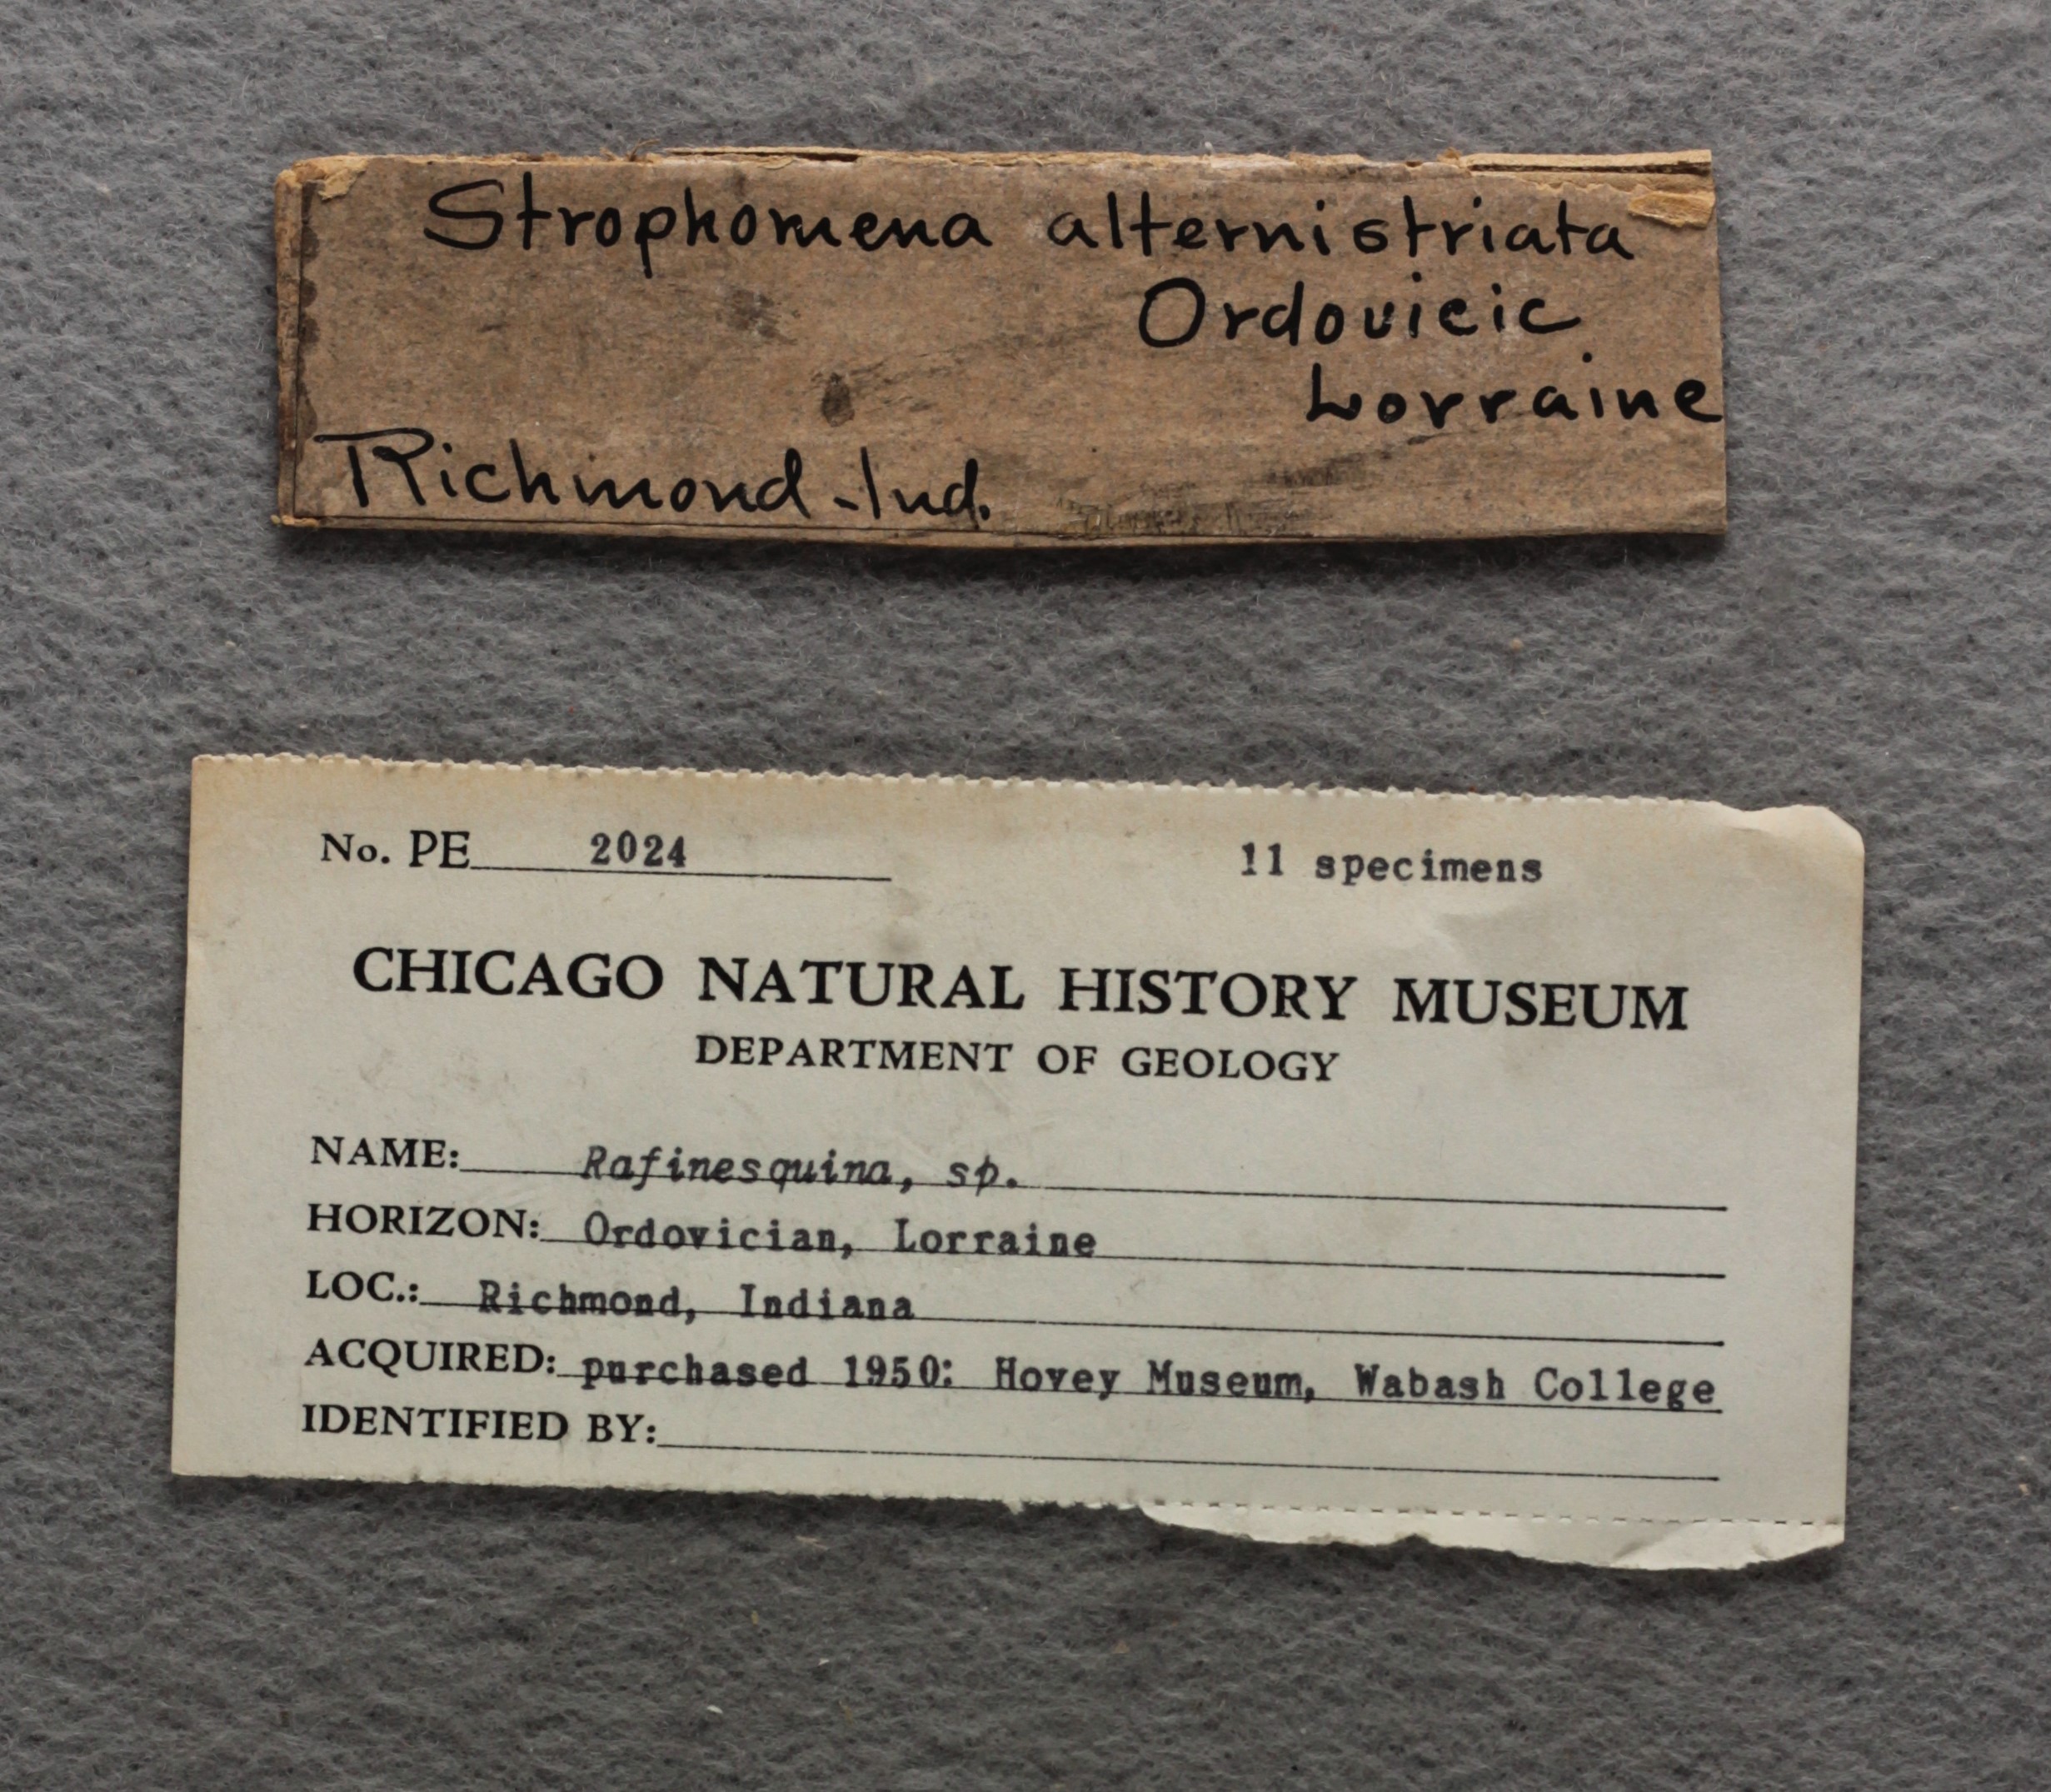 Strophomena alternistriata
Ordovicic
Lorraine
Richmond - Ind.
No. PE 2024 11 specimens
CHICAGO NATURAL HISTORY MUSEUM
DEPARTMENT OF GEOLOGY
NAME: Rafinesquina, sp.
HORIZON: Ordovician, Lorraine
LOC.: Richmond, Indiana
ACQUIRED: purchased 1950: Hovey Museum, Wabash College
IDENTIFIED BY: